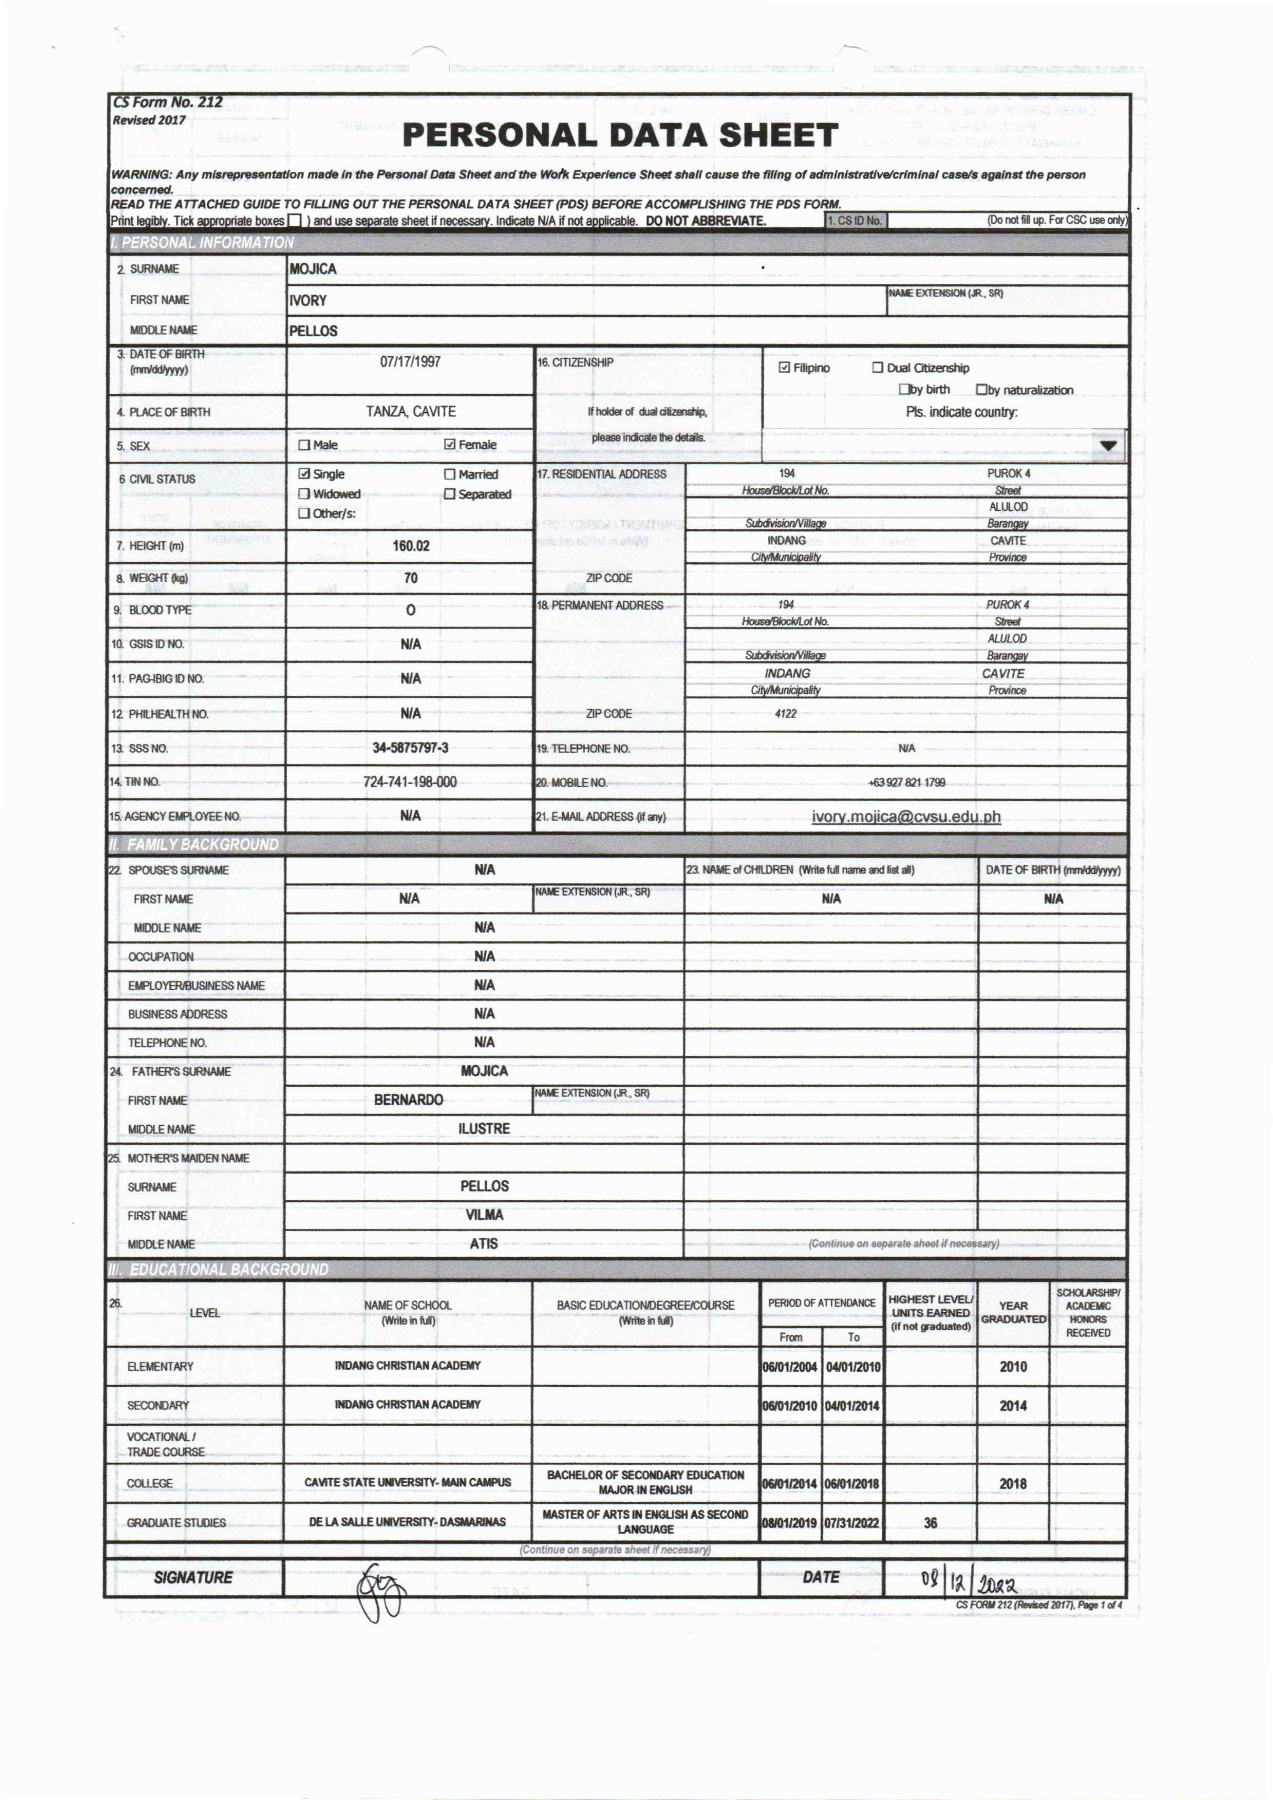 CS Form No. 212
Revised 2017
PERSONAL DATA SHEET
WARNING: Any misrepresentation made in the Personal Data Sheet and the Work Experience Sheet shall cause the filing of administrative/criminal case/s against the person
concerned.
READ THE ATTACHED GUIDE TO FILLING OUT THE PERSONAL DATA SHEET (PDS) BEFORE ACCOMPLISHING THE PDS FORM.
Print legibly. Tick appropriate boxes ☐ ) and use separate sheet if necessary. Indicate N/A if not applicable. DO NOT ABBREVIATE. 1. CS ID No. (Do not fill up. For CSC use only)
I. PERSONAL INFORMATION
2. SURNAME MOJICA
FIRST NAME IVORY NAME EXTENSION (JR., SR)
MIDDLE NAME PELLOS
3. DATE OF BIRTH 07/17/1997
(mm/dd/yyyy)
4. PLACE OF BIRTH TANZA, CAVITE
5. SEX ☐ Male ☑ Female
6 CIVIL STATUS ☑ Single ☐ Married
☐ Widowed ☐ Separated
☐ Other/s:
7. HEIGHT (m) 160.02
8. WEIGHT (kg) 70
9. BLOOD TYPE O
10. GSIS ID NO. N/A
11. PAG-IBIG ID NO. N/A
12. PHILHEALTH NO. N/A
13. SSS NO. 34-5875797-3
14. TIN NO. 724-741-198-000
15. AGENCY EMPLOYEE NO. N/A
16. CITIZENSHIP ☑ Filipino ☐ Dual Citizenship
☐ by birth ☐ by naturalization
If holder of dual citizenship, Pls. indicate country:
please indicate the details.
17. RESIDENTIAL ADDRESS 194 PUROK 4
House/Block/Lot No. Street
ALULOD
Subdivision/Village Barangay
INDANG CAVITE
City/Municipality Province
ZIP CODE
18. PERMANENT ADDRESS 194 PUROK 4
House/Block/Lot No. Street
ALULOD
Subdivision/Village Barangay
INDANG CAVITE
City/Municipality Province
ZIP CODE 4122
19. TELEPHONE NO. N/A
20. MOBILE NO. +63 927 821 1799
21. E-MAIL ADDRESS (if any) ivory.mojica@cvsu.edu.ph
II. FAMILY BACKGROUND
22. SPOUSE'S SURNAME N/A 23. NAME of CHILDREN (Write full name and list all) DATE OF BIRTH (mm/dd/yyyy)
FIRST NAME N/A NAME EXTENSION (JR., SR) N/A N/A
MIDDLE NAME N/A
OCCUPATION N/A
EMPLOYER/BUSINESS NAME N/A
BUSINESS ADDRESS N/A
TELEPHONE NO. N/A
24. FATHER'S SURNAME MOJICA
FIRST NAME BERNARDO NAME EXTENSION (JR., SR)
MIDDLE NAME ILUSTRE
25. MOTHER'S MAIDEN NAME
SURNAME PELLOS
FIRST NAME VILMA
MIDDLE NAME ATIS (Continue on separate sheet if necessary)
III. EDUCATIONAL BACKGROUND
26. LEVEL NAME OF SCHOOL (Write in full) BASIC EDUCATION/DEGREE/COURSE (Write in full) PERIOD OF ATTENDANCE From To HIGHEST LEVEL/ UNITS EARNED (if not graduated) YEAR GRADUATED SCHOLARSHIP/ ACADEMIC HONORS RECEIVED
ELEMENTARY INDANG CHRISTIAN ACADEMY 06/01/2004 04/01/2010 2010
SECONDARY INDANG CHRISTIAN ACADEMY 06/01/2010 04/01/2014 2014
VOCATIONAL /
TRADE COURSE
COLLEGE CAVITE STATE UNIVERSITY- MAIN CAMPUS BACHELOR OF SECONDARY EDUCATION MAJOR IN ENGLISH 06/01/2014 06/01/2018 2018
GRADUATE STUDIES DE LA SALLE UNIVERSITY- DASMARINAS MASTER OF ARTS IN ENGLISH AS SECOND LANGUAGE 08/01/2019 07/31/2022 36
(Continue on separate sheet if necessary)
SIGNATURE DATE 08/12/2022
CS FORM 212 (Revised 2017), Page 1 of 4